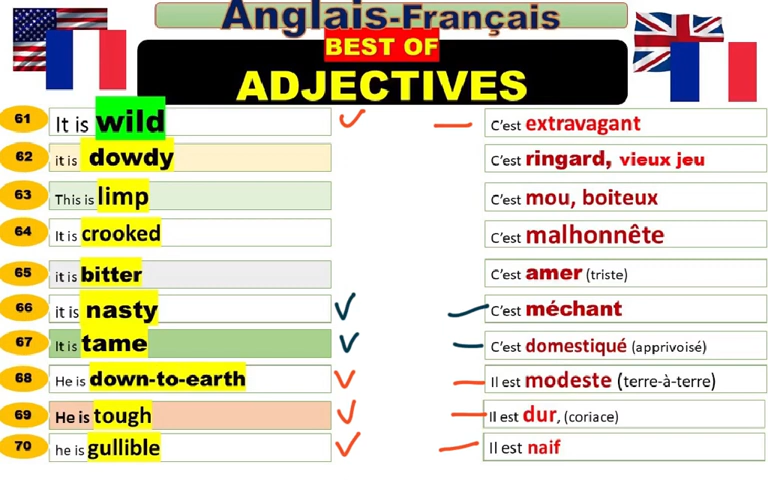 Anglais-Français
BEST OF
ADJECTIVES
61 It is wild C'est extravagant
62 it is dowdy C'est ringard, vieux jeu
63 This is limp C'est mou, boiteux
64 It is crooked C'est malhonnête
65 it is bitter C'est amer (triste)
66 it is nasty C'est méchant
67 It is tame C'est domestiqué (apprivoisé)
68 He is down-to-earth Il est modeste (terre-à-terre)
69 He is tough Il est dur, (coriace)
70 he is gullible Il est naif